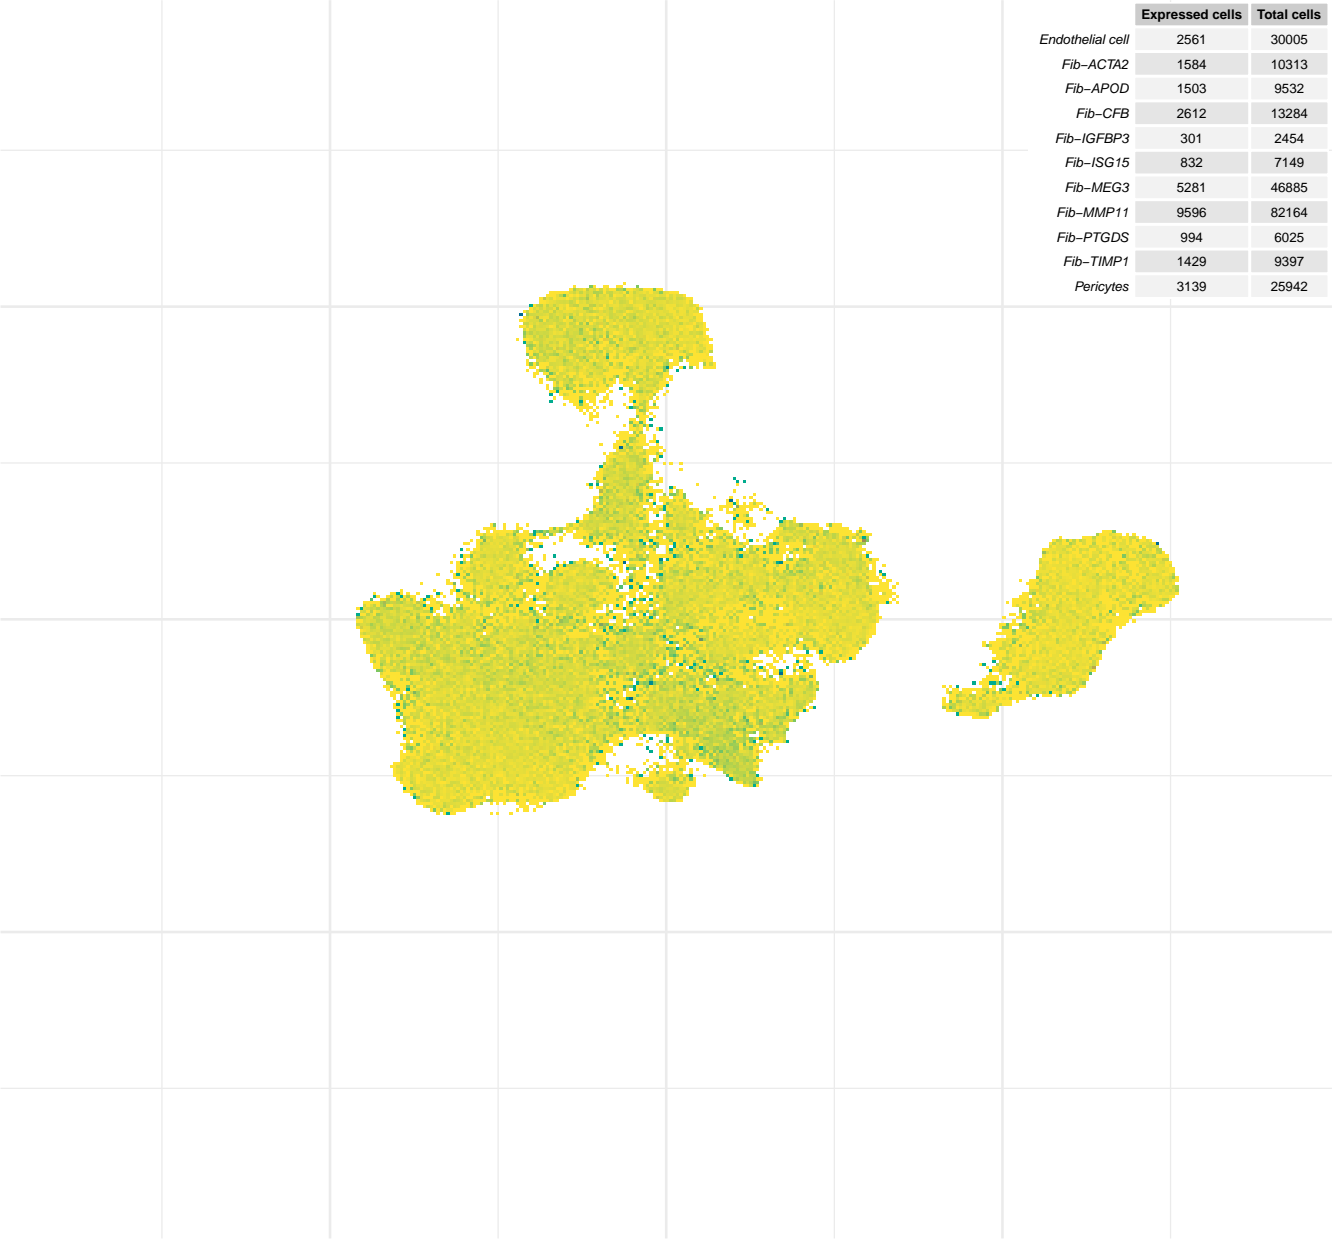 Expressed cells Total cells
Endothelial cell 2561 30005
Fib−ACTA2 1584 10313
Fib−APOD 1503 9532
Fib−CFB 2612 13284
Fib−IGFBP3 301 2454
Fib−ISG15 832 7149
Fib−MEG3 5281 46885
Fib−MMP11 9596 82164
Fib−PTGDS 994 6025
Fib−TIMP1 1429 9397
Pericytes 3139 25942